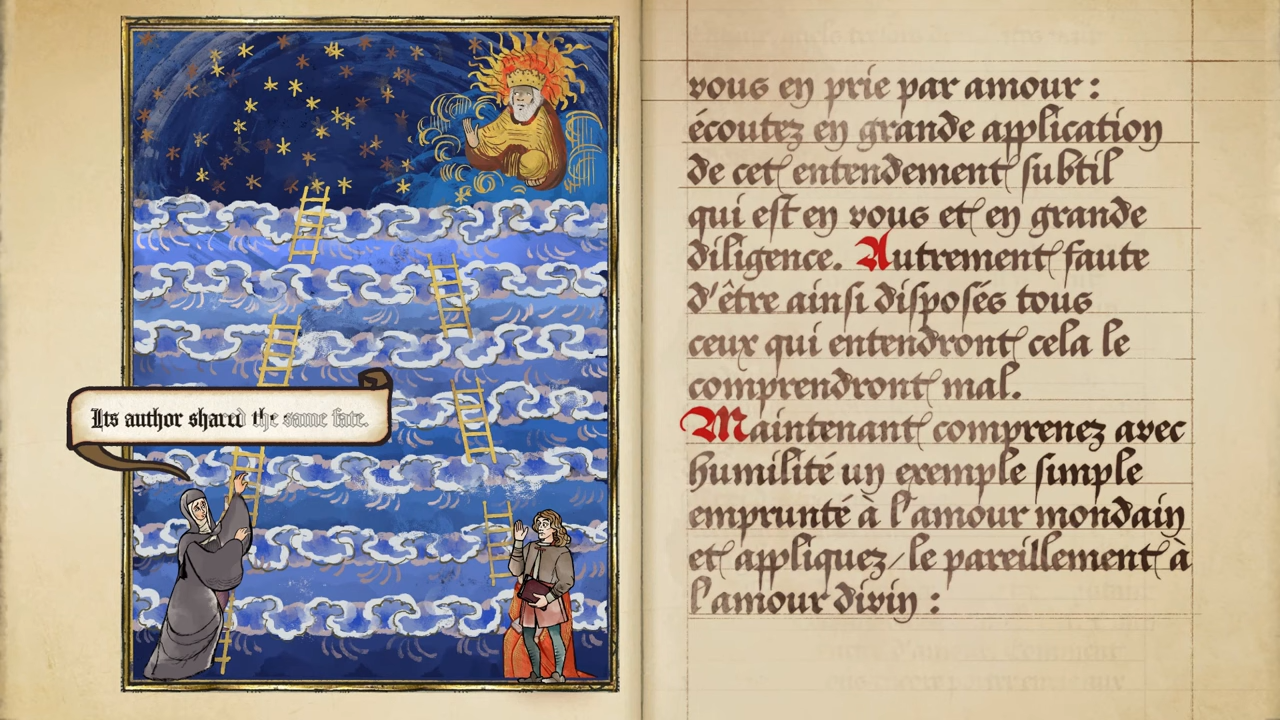 Its author shared the same fate.
vous en prie par amour :
écoutez en grande application
de cet entendement subtil
qui est en vous et en grande
diligence. Autrement faute
d'être ainsi disposés tous
ceux qui entendront cela le
comprendront mal.
Maintenant comprenez avec
humilité un exemple simple
emprunté à l'amour mondain
et appliquez-le pareillement à
l'amour divin :